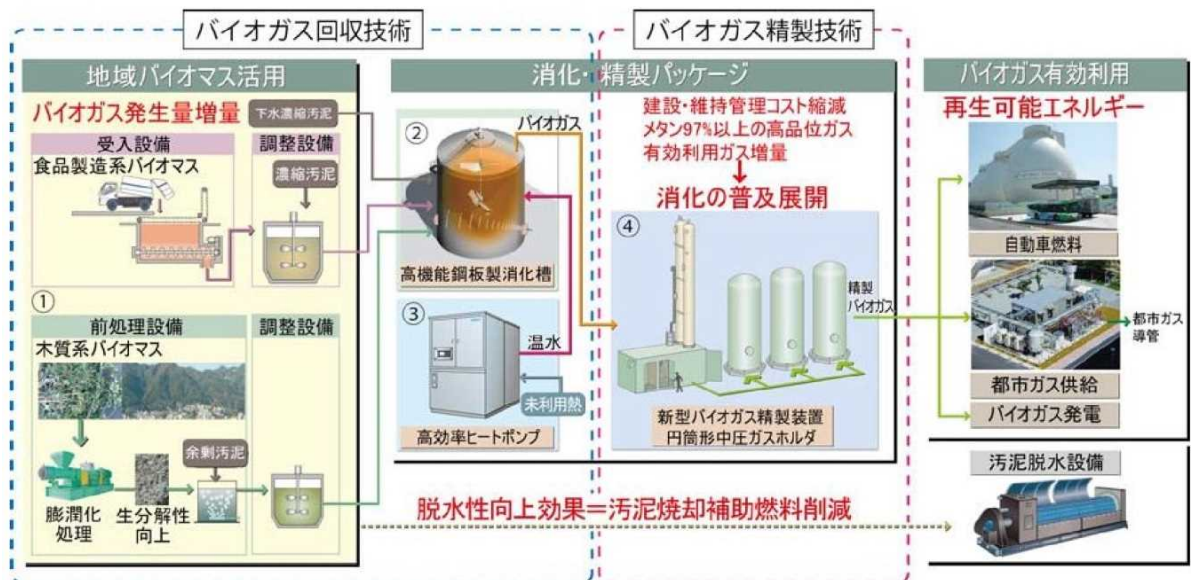 バイオガス回収技術
バイオガス精製技術
地域バイオマス活用
バイオガス発生量増量
下水濃縮汚泥
受入設備
食品製造系バイオマス
調整設備
濃縮汚泥
①
前処理設備
木質系バイオマス
調整設備
余剰汚泥
膨潤化
処理
生分解性
向上
消化・精製パッケージ
②
バイオガス
高機能鋼板製消化槽
③
温水
未利用熱
高効率ヒートポンプ
建設・維持管理コスト縮減
メタン97%以上の高品位ガス
有効利用ガス増量
消化の普及展開
④
精製
バイオガス
新型バイオガス精製装置
円筒形中圧ガスホルダ
バイオガス有効利用
再生可能エネルギー
自動車燃料
都市ガス
導管
都市ガス供給
バイオガス発電
汚泥脱水設備
脱水性向上効果=汚泥焼却補助燃料削減